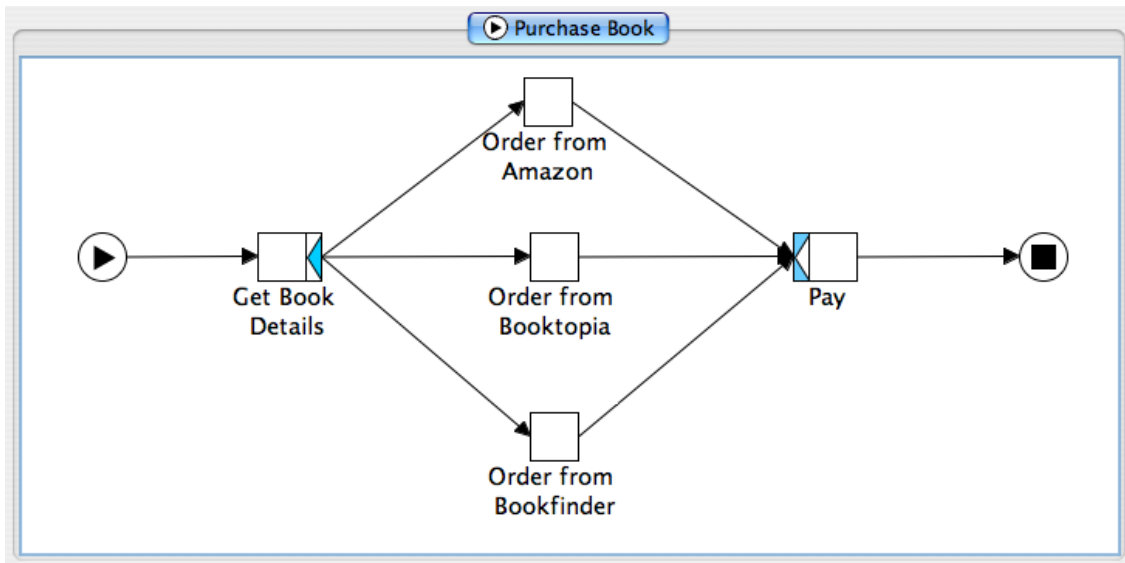 Purchase Book
Order from
Amazon
Get Book
Details
Order from
Booktopia
Pay
Order from
Bookfinder